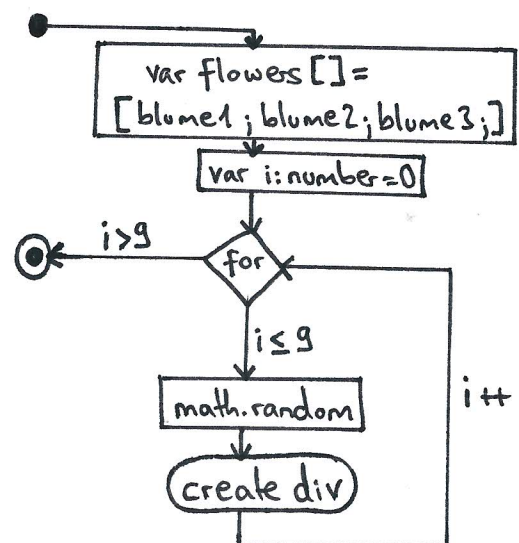 var flowers[]=
[blume1; blume2; blume3;]
var i:number=0
i>9
for
i≤9
math.random
i++
create div